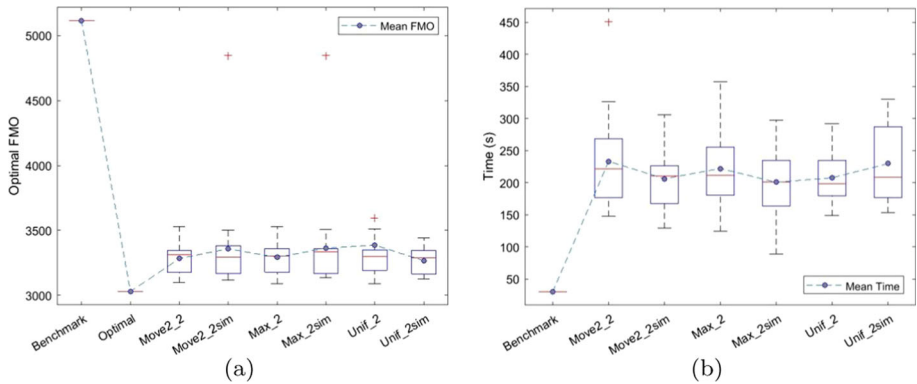 Mean FMO
Optimal FMO
5000
4500
4000
3500
3000
Benchmark
Optimal
Move2_2
Move2_2sim
Max_2
Max_2sim
Unif_2
Unif_2sim
(a)
Time (s)
450
400
350
300
250
200
150
100
50
Mean Time
Benchmark
Move2_2
Move2_2sim
Max_2
Max_2sim
Unif_2
Unif_2sim
(b)